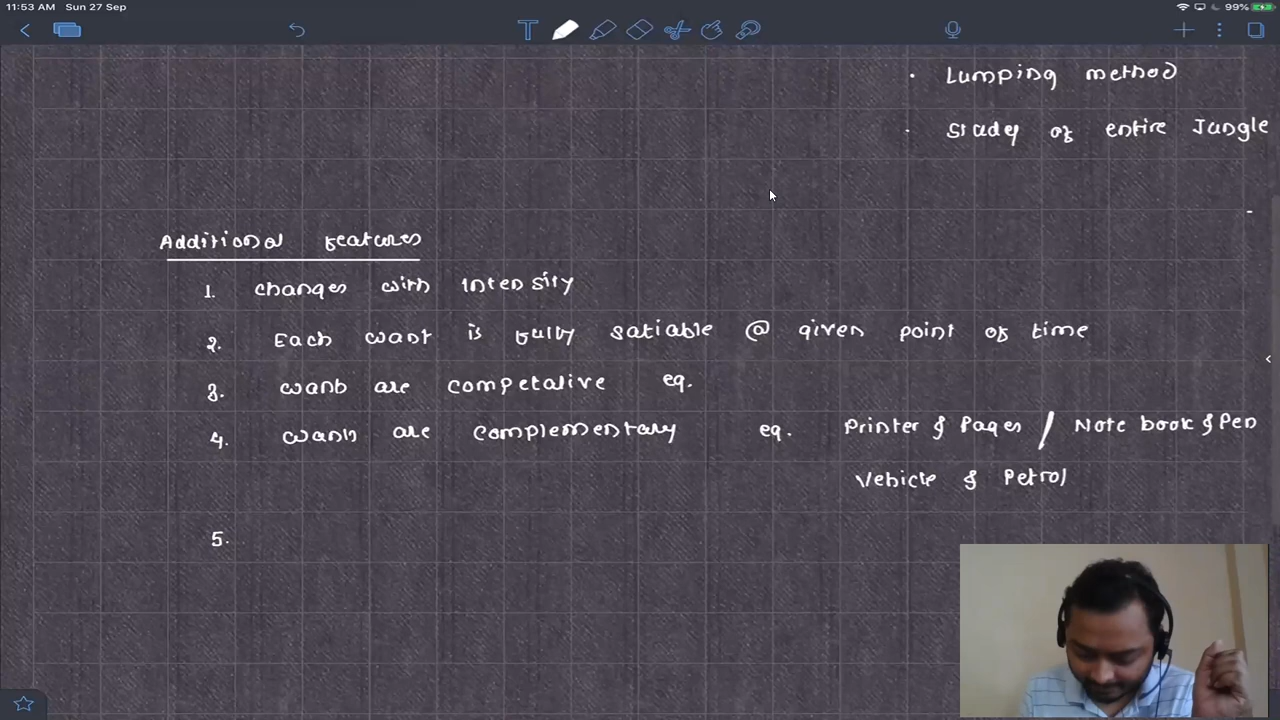 11:53 AM Sun 27 Sep
99%
T
• Lumping method
• Study of entire Jungle
Additional features
1. Changes with Intensity
2. Each want is fully satiable @ given point of time
3. wants are competative eg.
4. wants are complementary eg. Printer & Pages / Note book & Pen
Vehicle & Petrol
5.